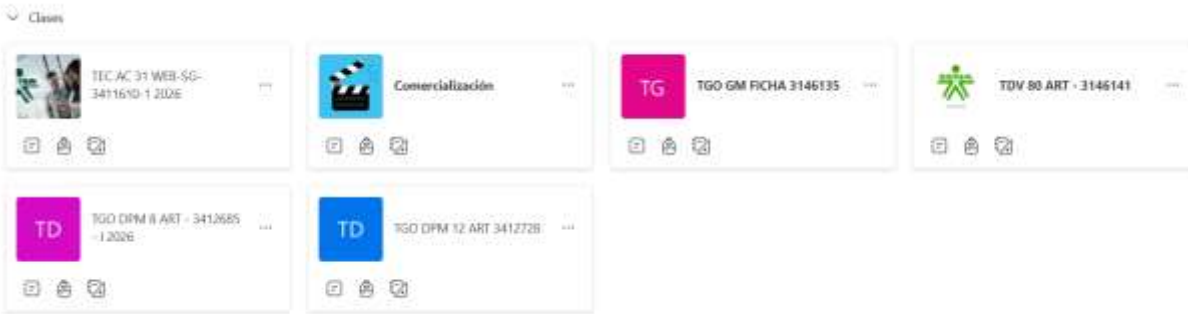 Clases
TEC AC 31 WEB-SG-
3411610-1 2026
Comercialización
TG
TGO GM FICHA 3146135
TDV 80 ART - 3146141
TD
TGO DPM 8 ART - 3412685
- I 2026
TD
TGO DPM 12 ART 3412728